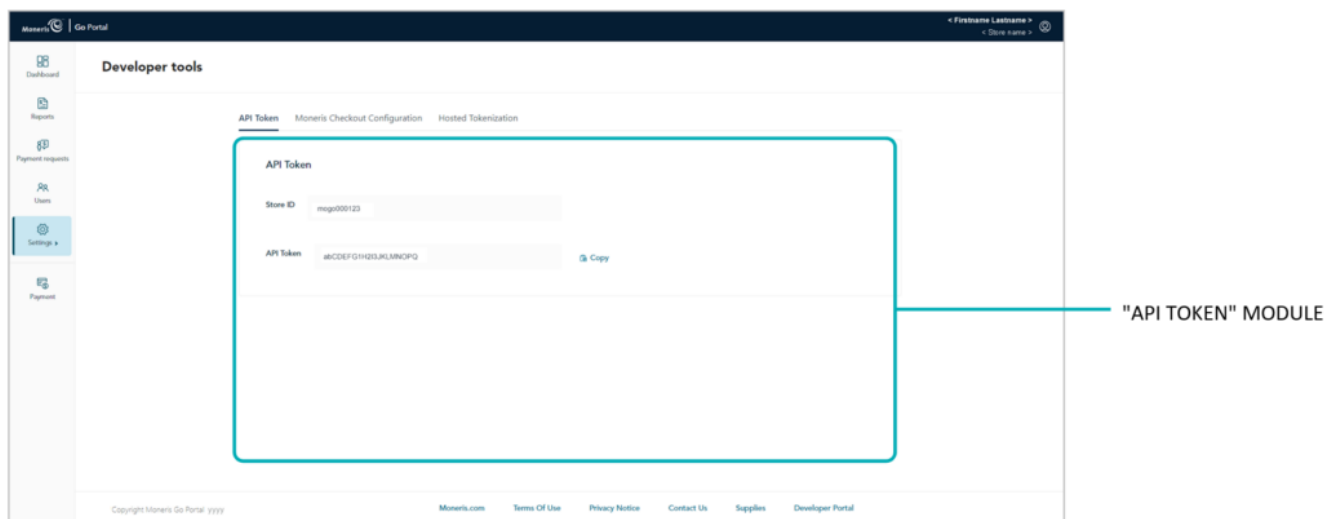 Moneris Go Portal
< Firstname Lastname >
< Store name >
Dashboard
Reports
Payment requests
Users
Settings
Payment
Developer tools
API Token Moneris Checkout Configuration Hosted Tokenization
API Token
Store ID mogo000123
API Token abCDEFG1H2I3JKLMNOPQ Copy
"API TOKEN" MODULE
Copyright Moneris Go Portal yyyy Moneris.com Terms Of Use Privacy Notice Contact Us Supplies Developer Portal